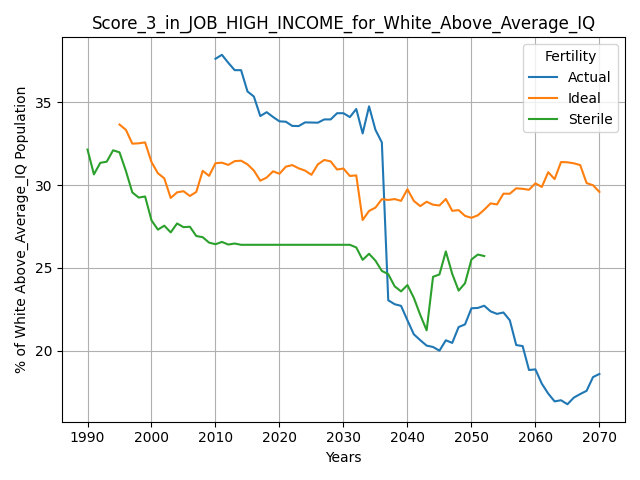 Score_3_in_JOB_HIGH_INCOME_for_White_Above_Average_IQ
Fertility
Actual
Ideal
Sterile
% of White Above_Average_IQ Population
35
30
25
20
1990 2000 2010 2020 2030 2040 2050 2060 2070
Years